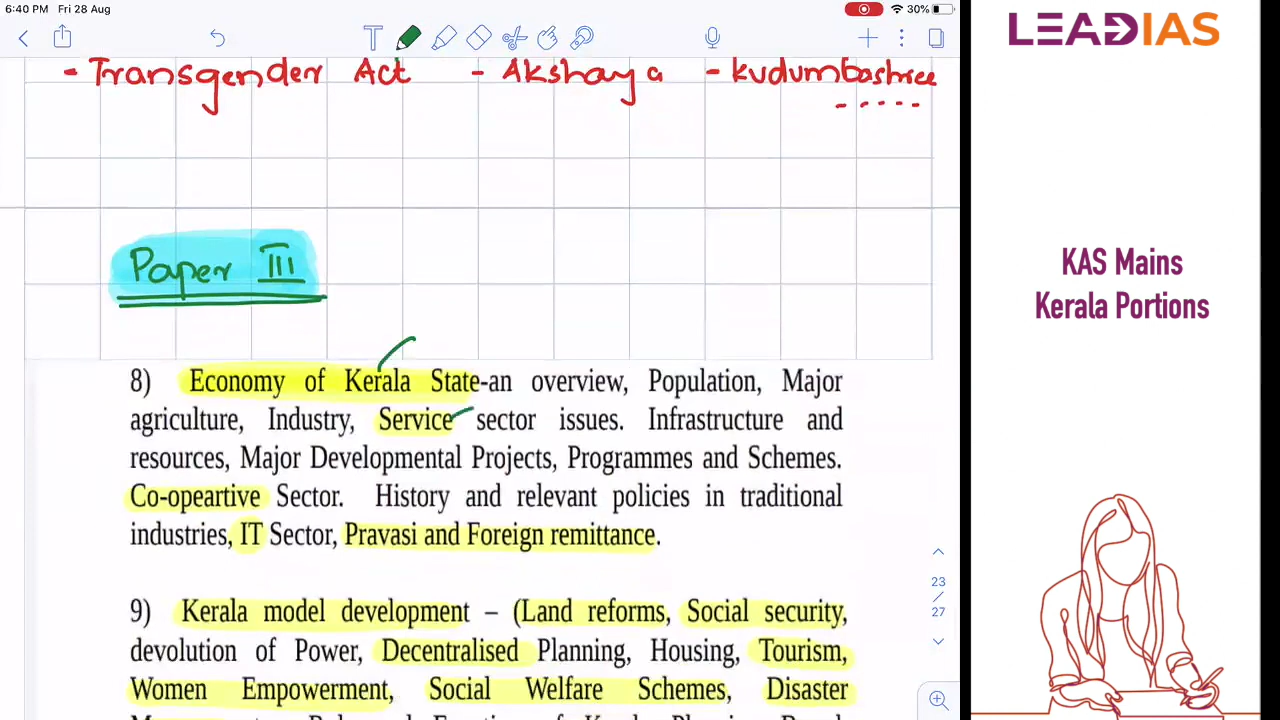 6:40 PM Fri 28 Aug
30%
LEADIAS
- Transgender Act - Akshaya - kudumbashree
Paper III
KAS Mains
Kerala Portions
8) Economy of Kerala State-an overview, Population, Major
agriculture, Industry, Service sector issues. Infrastructure and
resources, Major Developmental Projects, Programmes and Schemes.
Co-opeartive Sector. History and relevant policies in traditional
industries, IT Sector, Pravasi and Foreign remittance.
23
/
27
9) Kerala model development – (Land reforms, Social security,
devolution of Power, Decentralised Planning, Housing, Tourism,
Women Empowerment, Social Welfare Schemes, Disaster